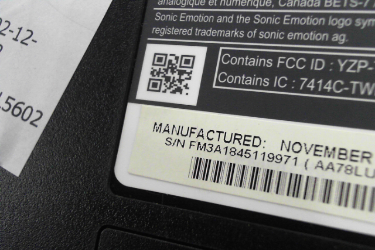 analogique et numérique, Canada BETS-7 /
Sonic Emotion and the Sonic Emotion logo sym
registered trademarks of sonic emotion ag.
Contains FCC ID : YZP-
Contains IC : 7414C-TW
MANUFACTURED: NOVEMBER
S/N FM3A1845119971 ( AA78LU
2-12-
5602